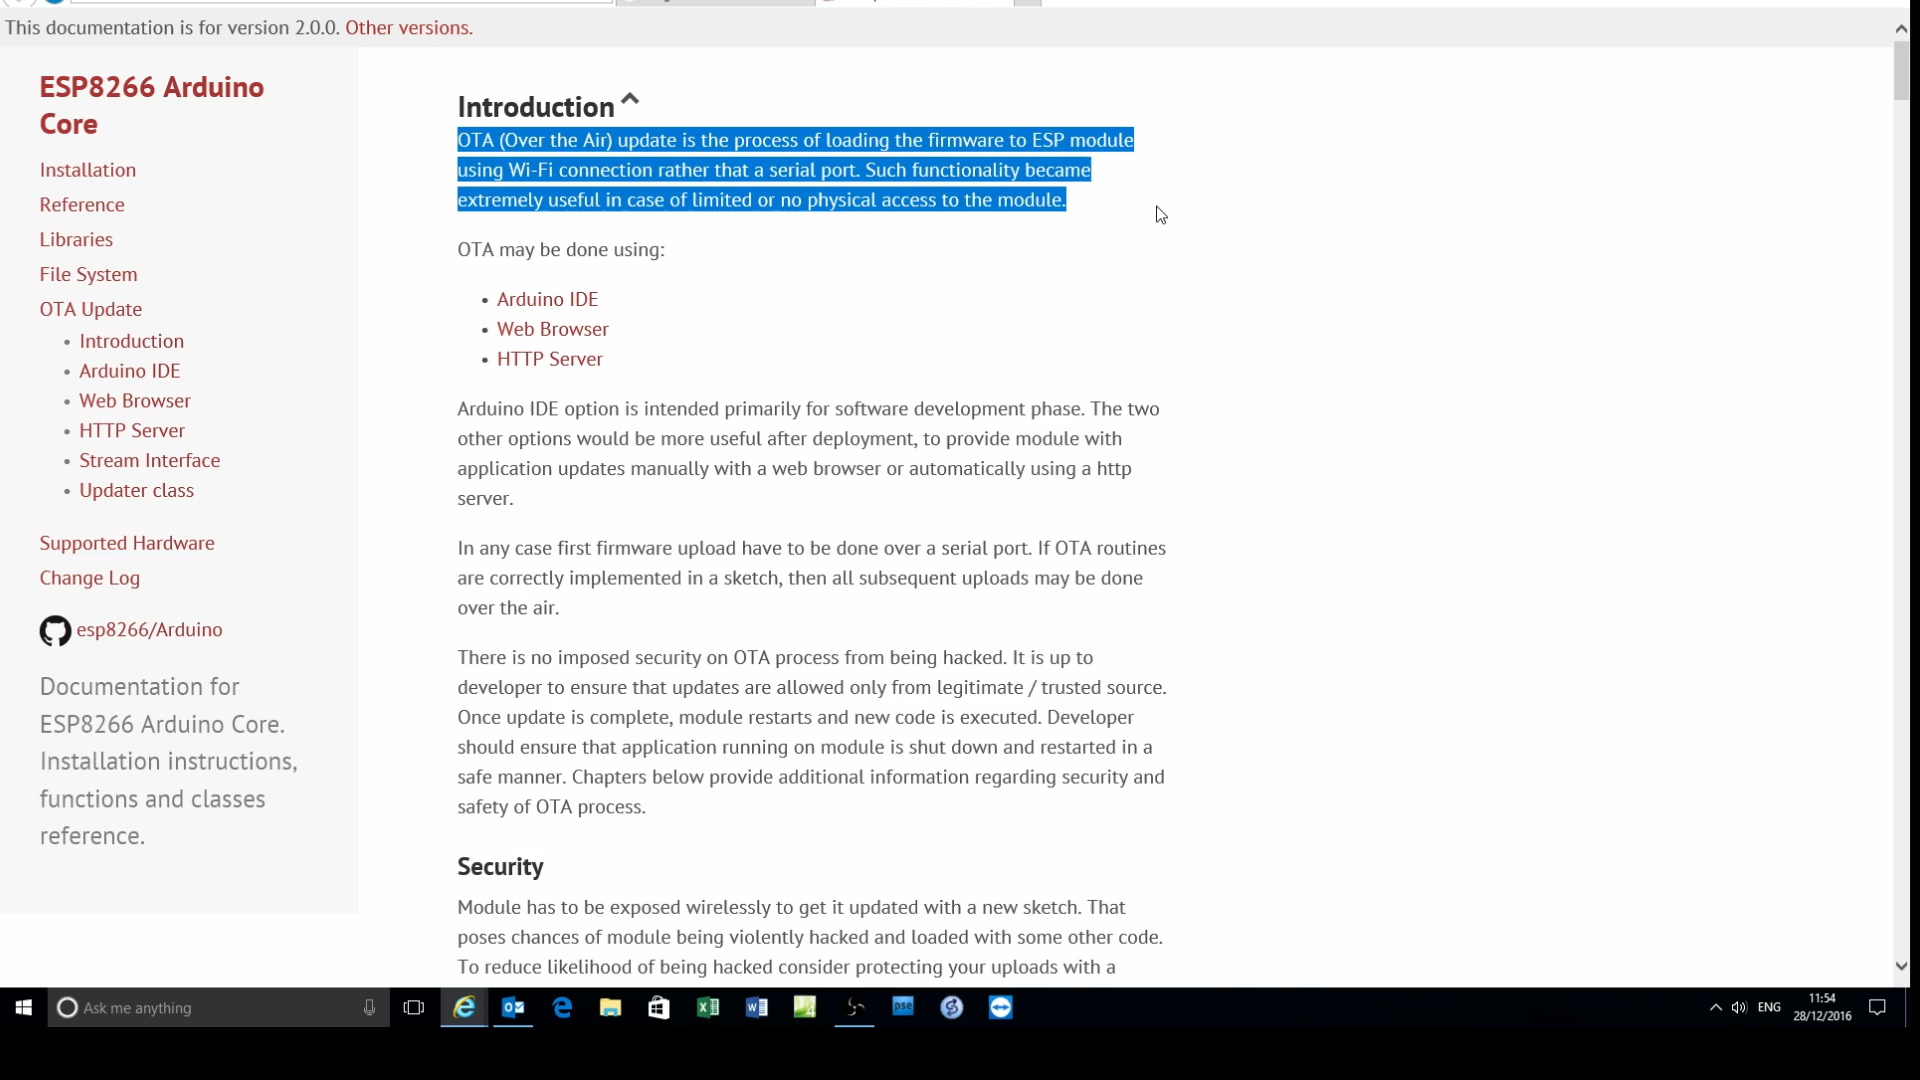 This documentation is for version 2.0.0. Other versions.
ESP8266 Arduino
Core
Installation
Reference
Libraries
File System
OTA Update
• Introduction
• Arduino IDE
• Web Browser
• HTTP Server
• Stream Interface
• Updater class
Supported Hardware
Change Log
esp8266/Arduino
Documentation for
ESP8266 Arduino Core.
Installation instructions,
functions and classes
reference.
Introduction
OTA (Over the Air) update is the process of loading the firmware to ESP module
using Wi-Fi connection rather that a serial port. Such functionality became
extremely useful in case of limited or no physical access to the module.
OTA may be done using:
• Arduino IDE
• Web Browser
• HTTP Server
Arduino IDE option is intended primarily for software development phase. The two
other options would be more useful after deployment, to provide module with
application updates manually with a web browser or automatically using a http
server.
In any case first firmware upload have to be done over a serial port. If OTA routines
are correctly implemented in a sketch, then all subsequent uploads may be done
over the air.
There is no imposed security on OTA process from being hacked. It is up to
developer to ensure that updates are allowed only from legitimate / trusted source.
Once update is complete, module restarts and new code is executed. Developer
should ensure that application running on module is shut down and restarted in a
safe manner. Chapters below provide additional information regarding security and
safety of OTA process.
Security
Module has to be exposed wirelessly to get it updated with a new sketch. That
poses chances of module being violently hacked and loaded with some other code.
To reduce likelihood of being hacked consider protecting your uploads with a
Ask me anything
pse
ENG
11:54
28/12/2016